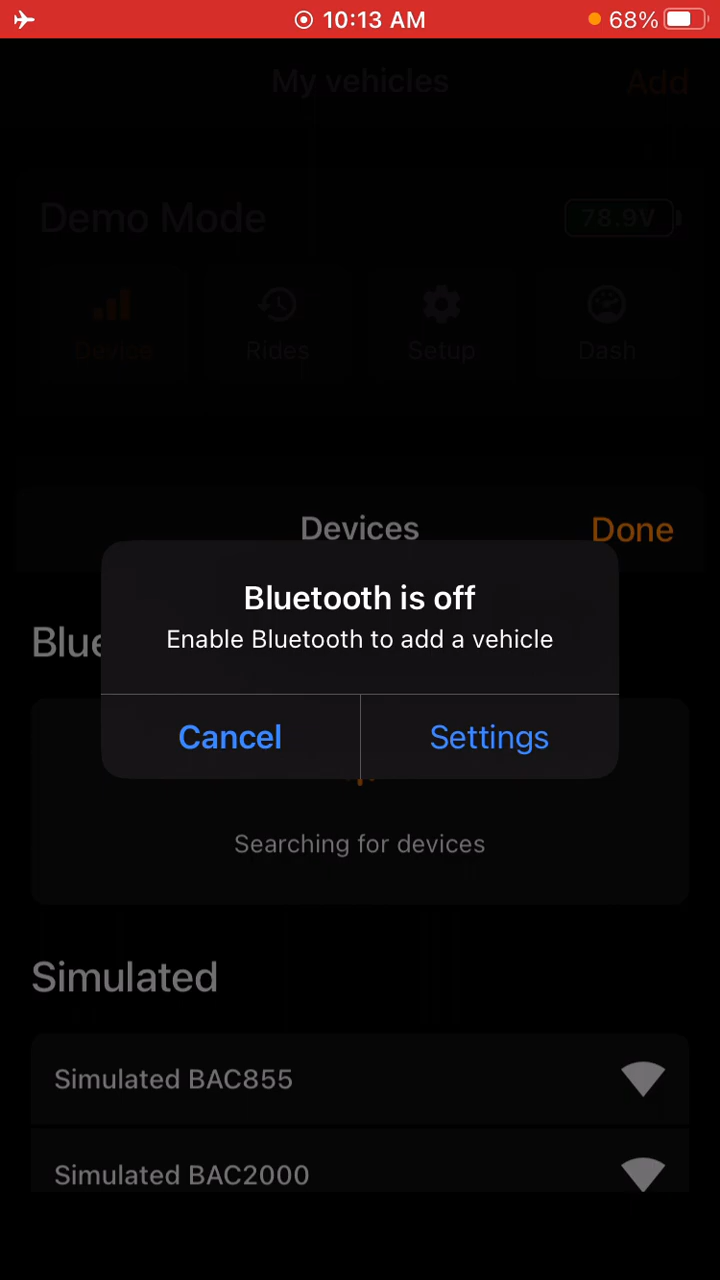 10:13 AM
68%
My vehicles
Add
Demo Mode
78.9V
Device
Rides
Setup
Dash
Devices
Done
Bluetooth is off
Enable Bluetooth to add a vehicle
Blue
Cancel
Settings
Searching for devices
Simulated
Simulated BAC855
Simulated BAC2000